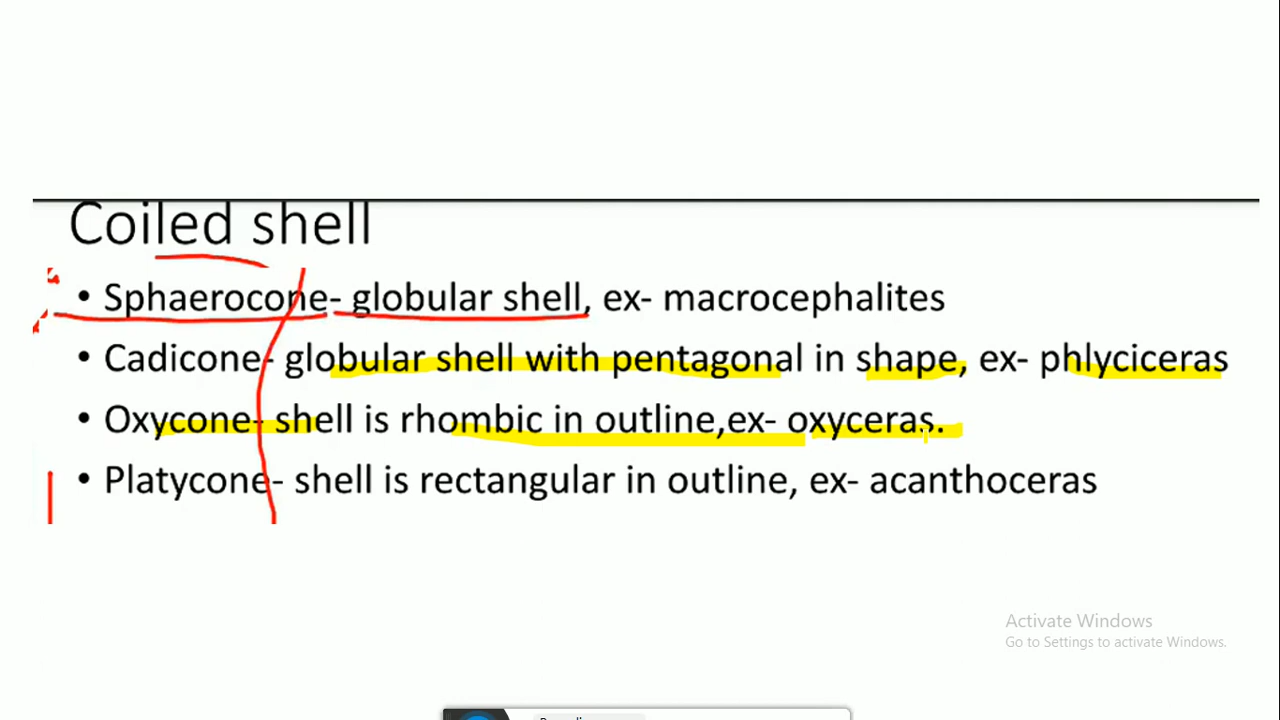 Coiled shell
• Sphaerocone- globular shell, ex- macrocephalites
• Cadicone- globular shell with pentagonal in shape, ex- phlyciceras
• Oxycone- shell is rhombic in outline,ex- oxyceras.
• Platycone- shell is rectangular in outline, ex- acanthoceras
Activate Windows
Go to Settings to activate Windows.